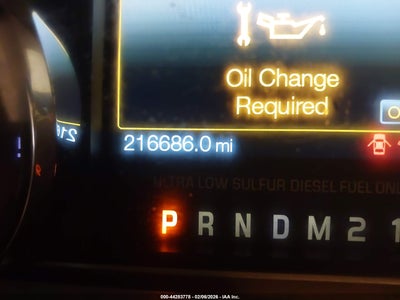 Oil Change
Required
216686.0 mi
ULTRA LOW SULFUR DIESEL FUEL ONLY
P R N D M 2 1
000-44283778 - 02/06/2026 - IAA Inc.